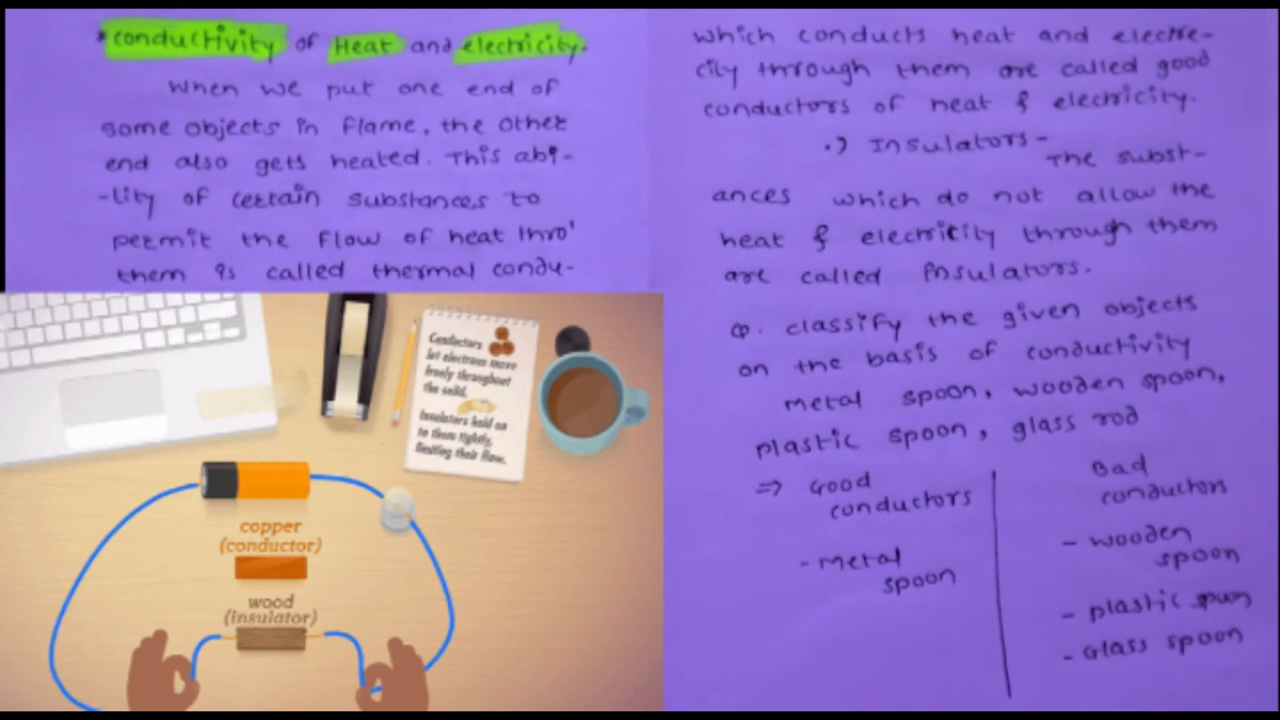 * conductivity of Heat and electricity.
When we put one end of
some objects in flame, the other
end also gets heated. This abi-
-lity of certain substances to
permit the flow of heat thro'
them is called thermal condu-
Conductors
let electrons move
freely throughout
the solid.
Insulators hold on
to them tightly,
limiting their flow.
copper
(conductor)
wood
(insulator)
which conducts heat and electri-
city through them are called good
conductors of heat & electricity.
·) Insulators-
The subst-
ances which do not allow the
heat & electricity through them
are called Insulators.
Q. classify the given objects
on the basis of conductivity
metal spoon, wooden spoon,
plastic spoon, glass rod
⇒ Good
conductors
- metal
spoon
Bad
conductors
- wooden
spoon
- plastic spoon
- Glass spoon